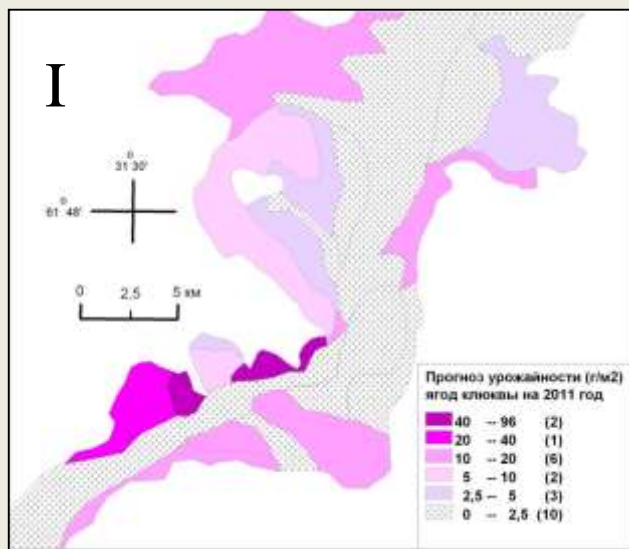 I
о
31 30'
о
61 48'
0 2,5 5 км
Прогноз урожайности (г/м2)
ягод клюквы на 2011 год
40 -- 96 (2)
20 -- 40 (1)
10 -- 20 (6)
5 -- 10 (2)
2,5 -- 5 (3)
0 -- 2,5 (10)